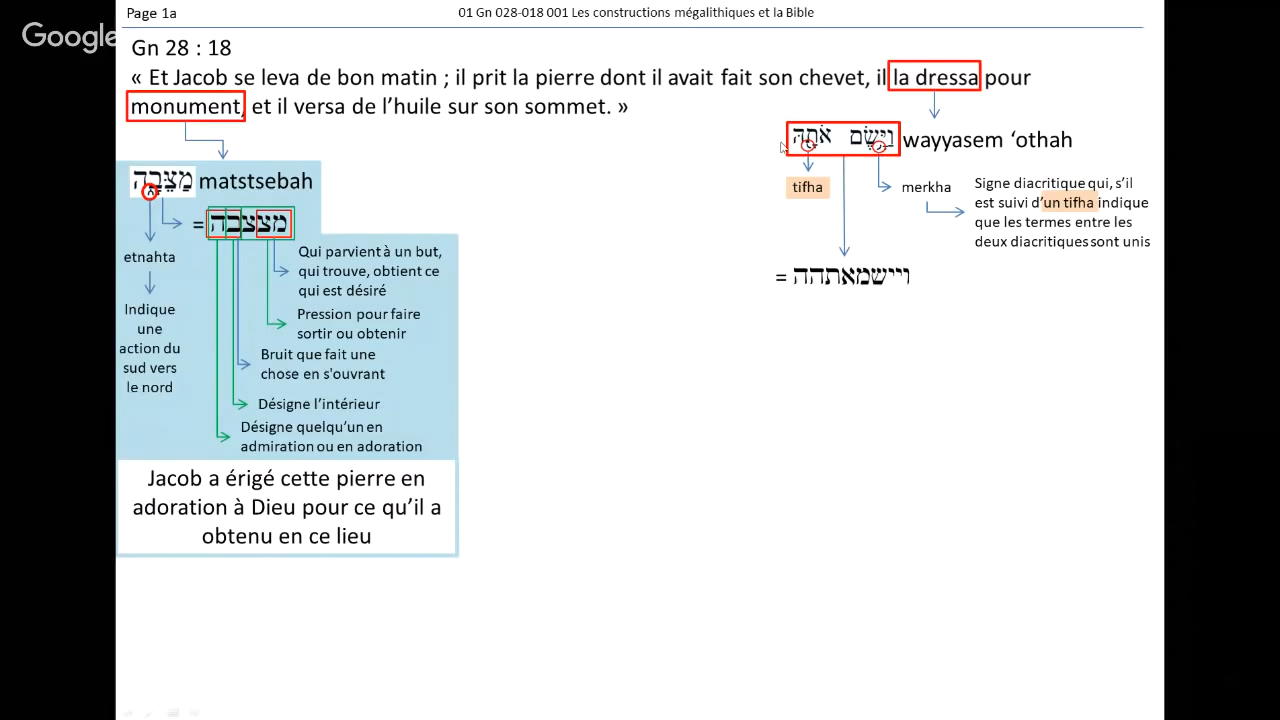 Page 1a
01 Gn 028-018 001 Les constructions mégalithiques et la Bible
Google
Gn 28 : 18
« Et Jacob se leva de bon matin ; il prit la pierre dont il avait fait son chevet, il la dressa pour
monument, et il versa de l’huile sur son sommet. »
וַיָּשֶׂם אֹתָהּ wayyasem ‘othah
tifha
merkha
Signe diacritique qui, s’il
est suivi d’un tifha indique
que les termes entre les
deux diacritiques sont unis
= ויישמאתהה
מַצֵּבָ֑ה matstsebah
= מצצבה
etnahta
Indique
une
action du
sud vers
le nord
Qui parvient à un but,
qui trouve, obtient ce
qui est désiré
Pression pour faire
sortir ou obtenir
Bruit que fait une
chose en s'ouvrant
Désigne l’intérieur
Désigne quelqu’un en
admiration ou en adoration
Jacob a érigé cette pierre en
adoration à Dieu pour ce qu’il a
obtenu en ce lieu